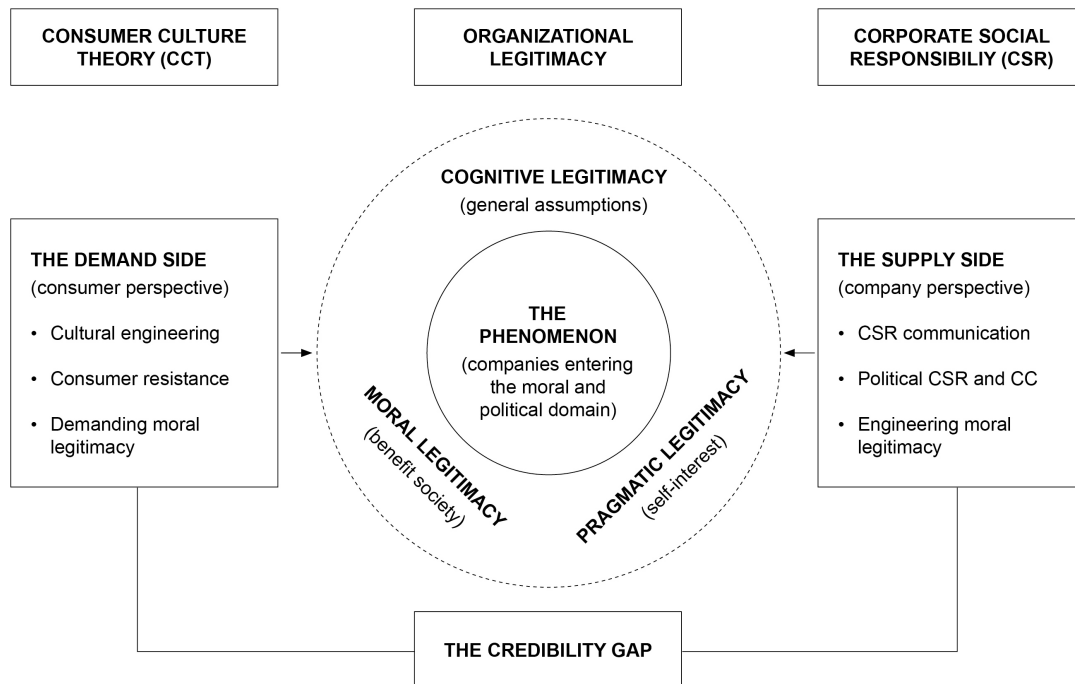 CONSUMER CULTURE
THEORY (CCT)
ORGANIZATIONAL
LEGITIMACY
CORPORATE SOCIAL
RESPONSIBILIY (CSR)
COGNITIVE LEGITIMACY
(general assumptions)
THE DEMAND SIDE
(consumer perspective)
• Cultural engineering
• Consumer resistance
• Demanding moral
legitimacy
THE
PHENOMENON
(companies entering
the moral and
political domain)
MORAL LEGITIMACY
(benefit society)
PRAGMATIC LEGITIMACY
(self-interest)
THE SUPPLY SIDE
(company perspective)
• CSR communication
• Political CSR and CC
• Engineering moral
legitimacy
THE CREDIBILITY GAP